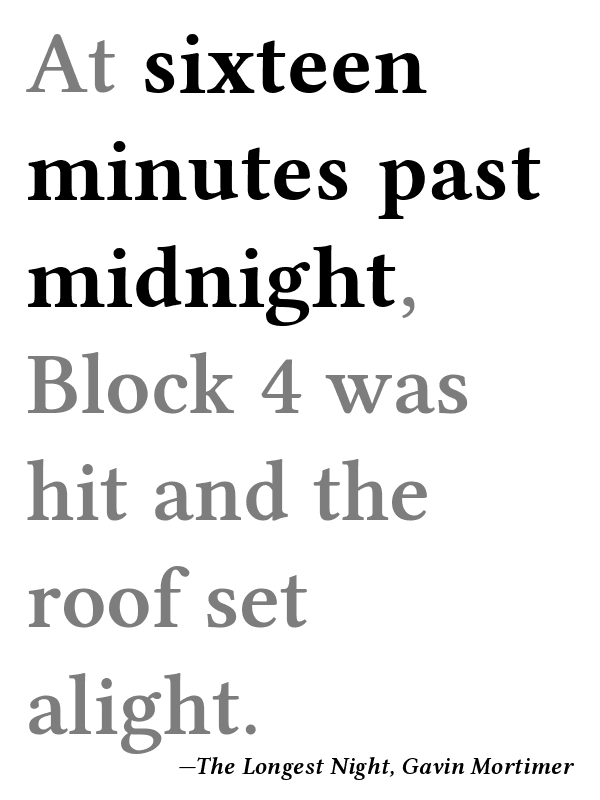 At sixteen
minutes past
midnight,
Block 4 was
hit and the
roof set
alight.
—The Longest Night, Gavin Mortimer